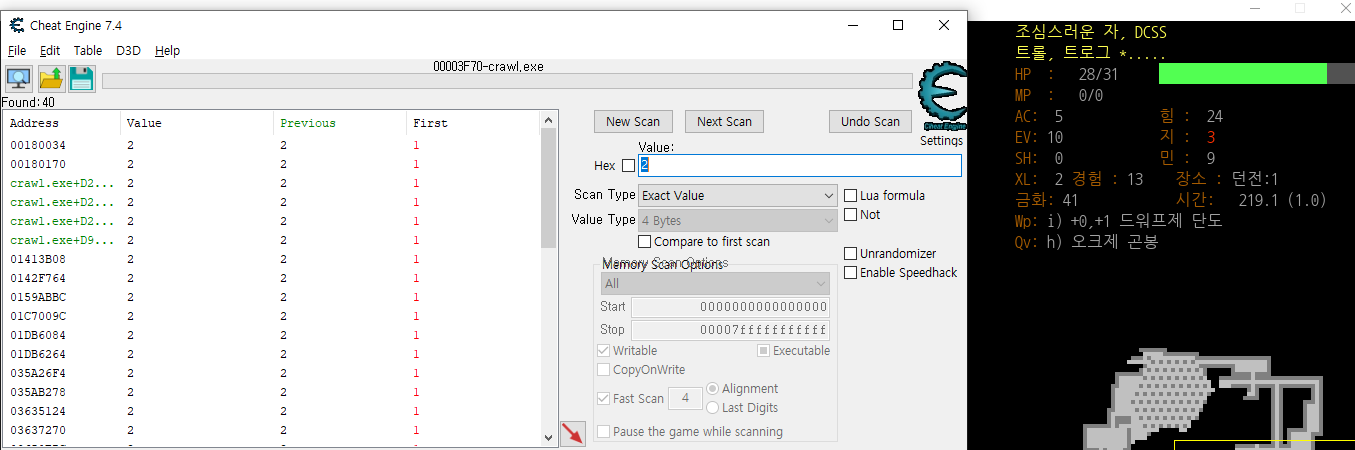 Cheat Engine 7.4
File Edit Table D3D Help
00003F70-crawl.exe
Found:40
Address Value Previous First
00180034 2 2 1
00180170 2 2 1
crawl.exe+D2... 2 2 1
crawl.exe+D2... 2 2 1
crawl.exe+D2... 2 2 1
crawl.exe+D9... 2 2 1
01413B08 2 2 1
0142F764 2 2 1
0159ABBC 2 2 1
01C7009C 2 2 1
01DB6084 2 2 1
01DB6264 2 2 1
035A26F4 2 2 1
035AB278 2 2 1
03635124 2 2 1
03637270 2 2 1
New Scan Next Scan Undo Scan
Cheat Engine
Settings
Value:
Hex 2
Scan Type Exact Value
Lua formula
Value Type 4 Bytes
Not
Compare to first scan
Unrandomizer
Enable Speedhack
Memory Scan Options
All
Start 0000000000000000
Stop 00007fffffffffff
Writable Executable
CopyOnWrite
Fast Scan 4 Alignment
Last Digits
Pause the game while scanning
조심스러운 자, DCSS
트롤, 트로그 *.....
HP : 28/31
MP : 0/0
AC: 5 힘 : 24
EV: 10 지 : 3
SH: 0 민 : 9
XL: 2 경험 : 13 장소 : 던전:1
금화: 41 시간: 219.1 (1.0)
Wp: i) +0,+1 드워프제 단도
Qv: h) 오크제 곤봉